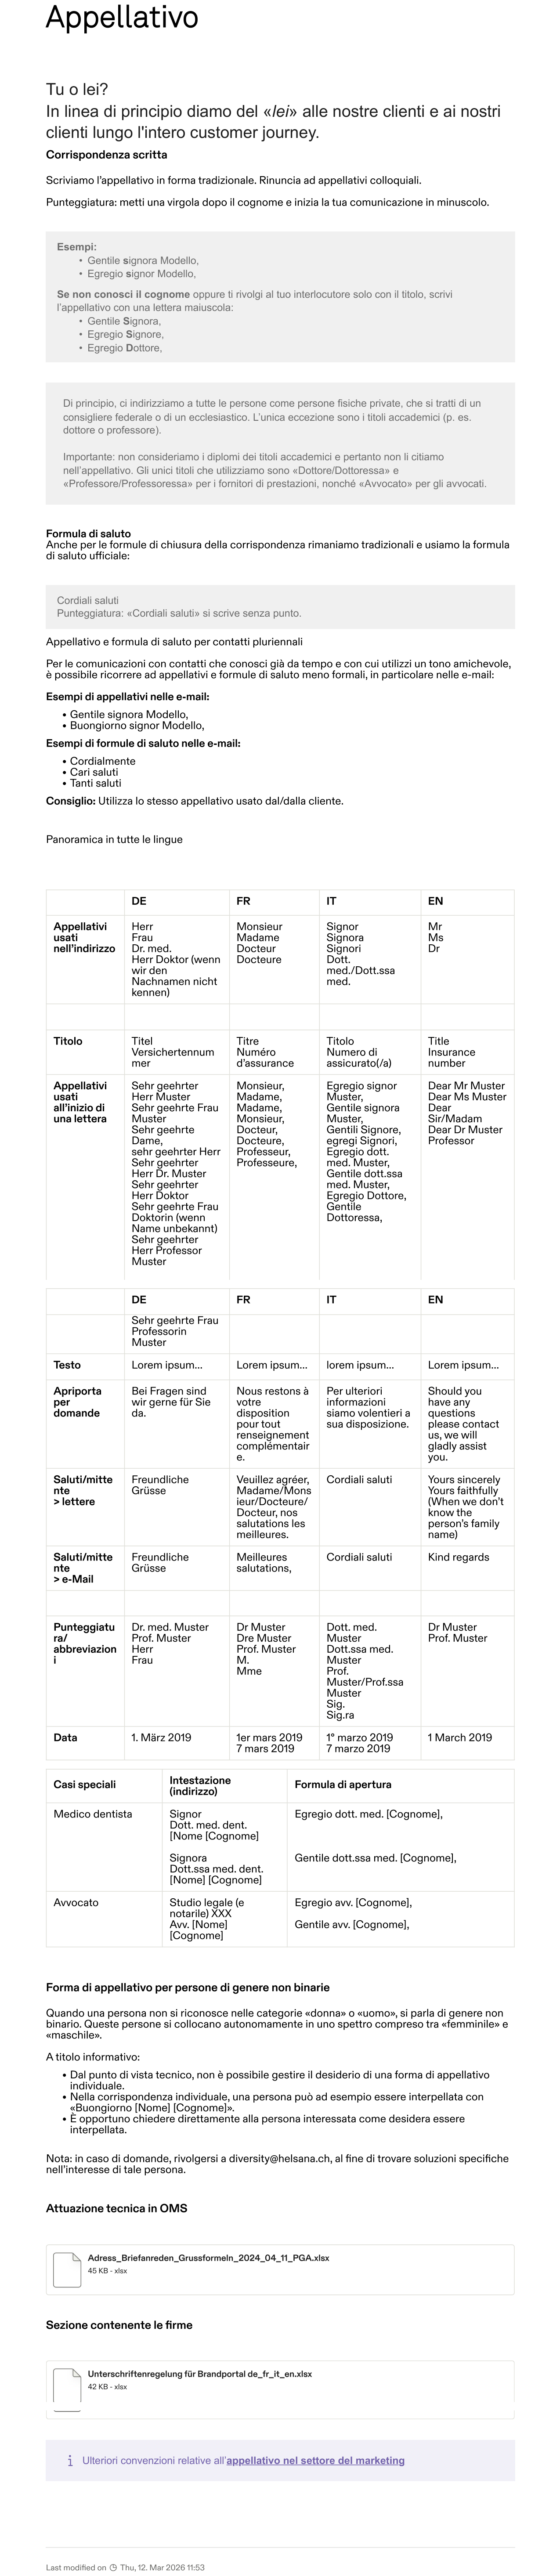 Appellativo
Tu o lei?
In linea di principio diamo del «lei» alle nostre clienti e ai nostri
clienti lungo l'intero customer journey.
Corrispondenza scritta
Scriviamo l'appellativo in forma tradizionale. Rinuncia ad appellativi colloquiali.
Punteggiatura: metti una virgola dopo il cognome e inizia la tua comunicazione in minuscolo.
Esempi:
• Gentile signora Modello,
• Egregio signor Modello,
Se non conosci il cognome oppure ti rivolgi al tuo interlocutore solo con il titolo, scrivi
l'appellativo con una lettera maiuscola:
• Gentile Signora,
• Egregio Signore,
• Egregio Dottore,
Di principio, ci indirizziamo a tutte le persone come persone fisiche private, che si tratti di un
consigliere federale o di un ecclesiastico. L'unica eccezione sono i titoli accademici (p. es.
dottore o professore).
Importante: non consideriamo i diplomi dei titoli accademici e pertanto non li citiamo
nell'appellativo. Gli unici titoli che utilizziamo sono «Dottore/Dottoressa» e
«Professore/Professoressa» per i fornitori di prestazioni, nonché «Avvocato» per gli avvocati.
Formula di saluto
Anche per le formule di chiusura della corrispondenza rimaniamo tradizionali e usiamo la formula
di saluto ufficiale:
Cordiali saluti
Punteggiatura: «Cordiali saluti» si scrive senza punto.
Appellativo e formula di saluto per contatti pluriennali
Per le comunicazioni con contatti che conosci già da tempo e con cui utilizzi un tono amichevole,
è possibile ricorrere ad appellativi e formule di saluto meno formali, in particolare nelle e-mail:
Esempi di appellativi nelle e-mail:
• Gentile signora Modello,
• Buongiorno signor Modello,
Esempi di formule di saluto nelle e-mail:
• Cordialmente
• Cari saluti
• Tanti saluti
Consiglio: Utilizza lo stesso appellativo usato dal/dalla cliente.
Panoramica in tutte le lingue
DE
FR
IT
EN
Appellativi
usati
nell'indirizzo
Herr
Frau
Dr. med.
Herr Doktor (wenn
wir den
Nachnamen nicht
kennen)
Monsieur
Madame
Docteur
Docteure
Signor
Signora
Signori
Dott.
med./Dott.ssa
med.
Mr
Ms
Dr
Titolo
Titel
Versichertennum
mer
Titre
Numéro
d'assurance
Titolo
Numero di
assicurato(/a)
Title
Insurance
number
Appellativi
usati
all'inizio di
una lettera
Sehr geehrter
Herr Muster
Sehr geehrte Frau
Muster
Sehr geehrte
Dame,
sehr geehrter Herr
Sehr geehrter
Herr Dr. Muster
Sehr geehrter
Herr Doktor
Sehr geehrte Frau
Doktorin (wenn
Name unbekannt)
Sehr geehrter
Herr Professor
Muster
Monsieur,
Madame,
Madame,
Monsieur,
Docteur,
Docteure,
Professeur,
Professeure,
Egregio signor
Muster,
Gentile signora
Muster,
Gentili Signore,
egregi Signori,
Egregio dott.
med. Muster,
Gentile dott.ssa
med. Muster,
Egregio Dottore,
Gentile
Dottoressa,
Dear Mr Muster
Dear Ms Muster
Dear
Sir/Madam
Dear Dr Muster
Professor
DE
FR
IT
EN
Sehr geehrte Frau
Professorin
Muster
Testo
Lorem ipsum...
Lorem ipsum...
lorem ipsum...
Lorem ipsum...
Apriporta
per
domande
Bei Fragen sind
wir gerne für Sie
da.
Nous restons à
votre
disposition
pour tout
renseignement
complémentair
e.
Per ulteriori
informazioni
siamo volentieri a
sua disposizione.
Should you
have any
questions
please contact
us, we will
gladly assist
you.
Saluti/mitte
nte
> lettere
Freundliche
Grüsse
Veuillez agréer,
Madame/Mons
ieur/Docteure/
Docteur, nos
salutations les
meilleures.
Cordiali saluti
Yours sincerely
Yours faithfully
(When we don't
know the
person's family
name)
Saluti/mitte
nte
> e-Mail
Freundliche
Grüsse
Meilleures
salutations,
Cordiali saluti
Kind regards
Punteggiatu
ra/
abbreviazion
i
Dr. med. Muster
Prof. Muster
Herr
Frau
Dr Muster
Dre Muster
Prof. Muster
M.
Mme
Dott. med.
Muster
Dott.ssa med.
Muster
Prof.
Muster/Prof.ssa
Muster
Sig.
Sig.ra
Dr Muster
Prof. Muster
Data
1. März 2019
1er mars 2019
7 mars 2019
1° marzo 2019
7 marzo 2019
1 March 2019
Casi speciali
Intestazione
(indirizzo)
Formula di apertura
Medico dentista
Signor
Dott. med. dent.
[Nome [Cognome]
Egregio dott. med. [Cognome],
Signora
Dott.ssa med. dent.
[Nome] [Cognome]
Gentile dott.ssa med. [Cognome],
Avvocato
Studio legale (e
notarile) XXX
Avv. [Nome]
[Cognome]
Egregio avv. [Cognome],
Gentile avv. [Cognome],
Forma di appellativo per persone di genere non binarie
Quando una persona non si riconosce nelle categorie «donna» o «uomo», si parla di genere non
binario. Queste persone si collocano autonomamente in uno spettro compreso tra «femminile» e
«maschile».
A titolo informativo:
• Dal punto di vista tecnico, non è possibile gestire il desiderio di una forma di appellativo
individuale.
• Nella corrispondenza individuale, una persona può ad esempio essere interpellata con
«Buongiorno [Nome] [Cognome]».
• È opportuno chiedere direttamente alla persona interessata come desidera essere
interpellata.
Nota: in caso di domande, rivolgersi a diversity@helsana.ch, al fine di trovare soluzioni specifiche
nell'interesse di tale persona.
Attuazione tecnica in OMS
Adress_Briefanreden_Grussformeln_2024_04_11_PGA.xlsx
45 KB - xlsx
Sezione contenente le firme
Unterschriftenregelung für Brandportal de_fr_it_en.xlsx
42 KB - xlsx
Ulteriori convenzioni relative all'appellativo nel settore del marketing
Last modified on Thu, 12. Mar 2026 11:53